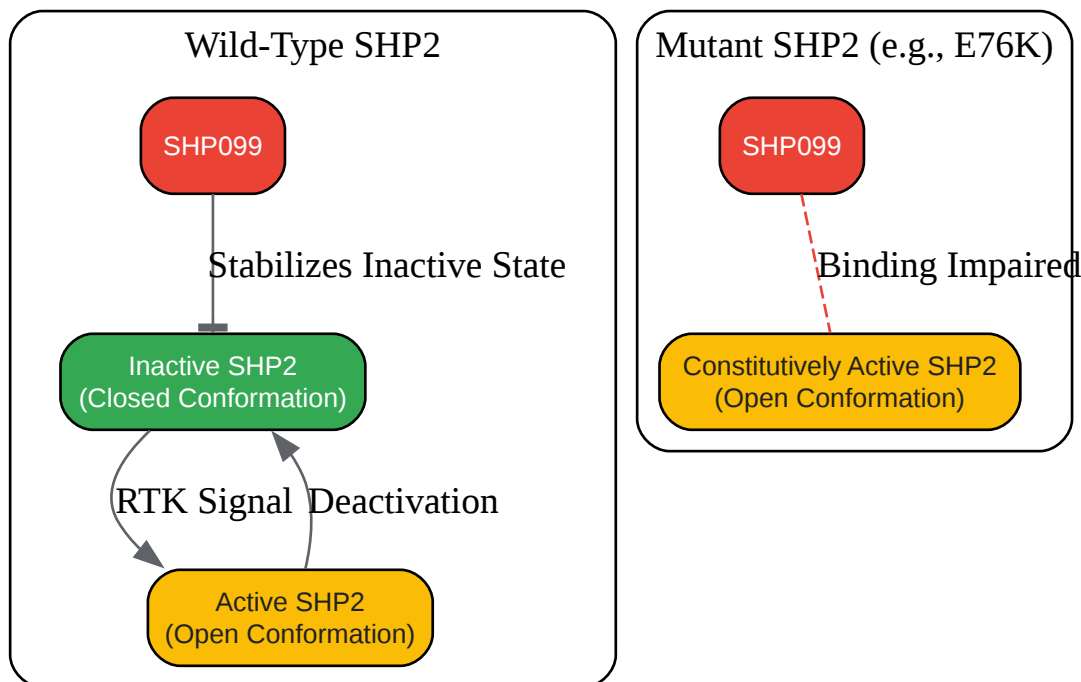 Wild-Type SHP2
SHP099
Stabilizes Inactive State
Inactive SHP2
(Closed Conformation)
RTK Signal
Deactivation
Active SHP2
(Open Conformation)
Mutant SHP2 (e.g., E76K)
SHP099
Binding Impaired
Constitutively Active SHP2
(Open Conformation)